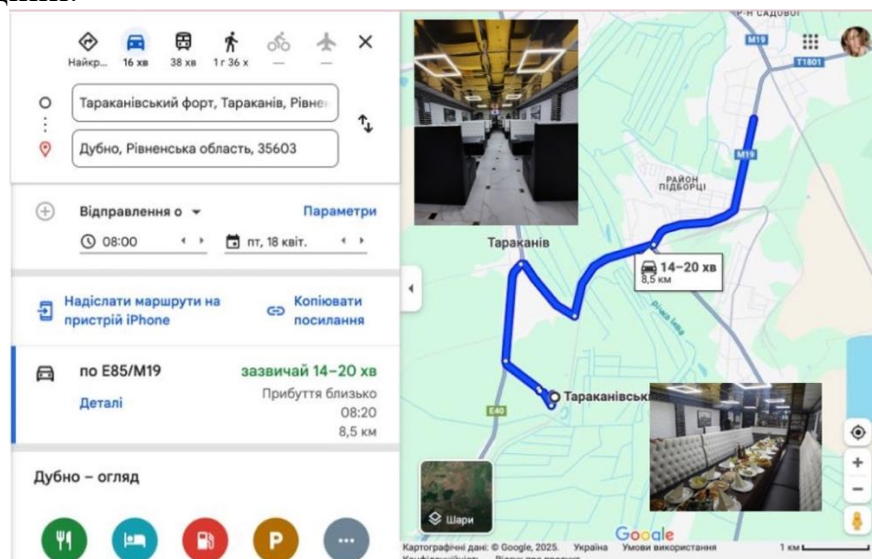 Найкр...
16 хв
38 хв
1 г 36 х
—
—
Тараканівський форт, Тараканів, Рівне
Дубно, Рівненська область, 35603
Відправлення о
Параметри
08:00
пт, 18 квіт.
Надіслати маршрути на
пристрій iPhone
Копіювати
посилання
по E85/M19
зазвичай 14–20 хв
Деталі
Прибуття близько
08:20
8,5 км
Дубно – огляд
P
Р-Н САДОВОЇ
M19
T1801
M19
РАЙОН
ПІДБОРЦІ
Тараканів
14–20 хв
8,5 км
річка Іква
Тараканівськ
E40
Шари
Google
Картографічні дані: © Google, 2025.
Україна
Умови використання
1 км